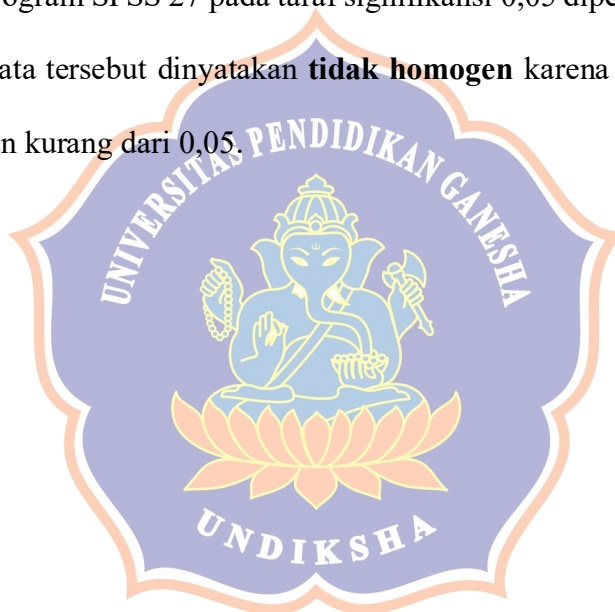 rogram SPSS 27 pada taraf signifikansi 0,05 dipe
ata tersebut dinyatakan tidak homogen karena
n kurang dari 0,05.
UNIVERSITAS PENDIDIKAN GANESHA
UNDIKSHA